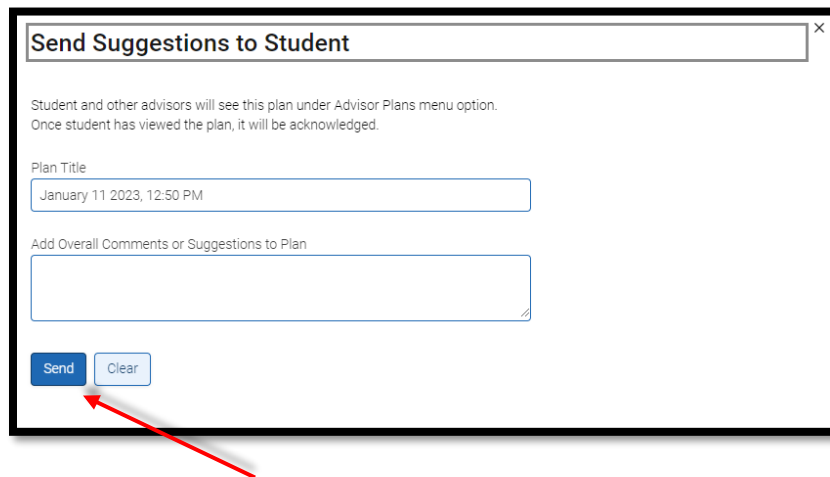 Send Suggestions to Student
×
Student and other advisors will see this plan under Advisor Plans menu option.
Once student has viewed the plan, it will be acknowledged.
Plan Title
January 11 2023, 12:50 PM
Add Overall Comments or Suggestions to Plan
Send Clear